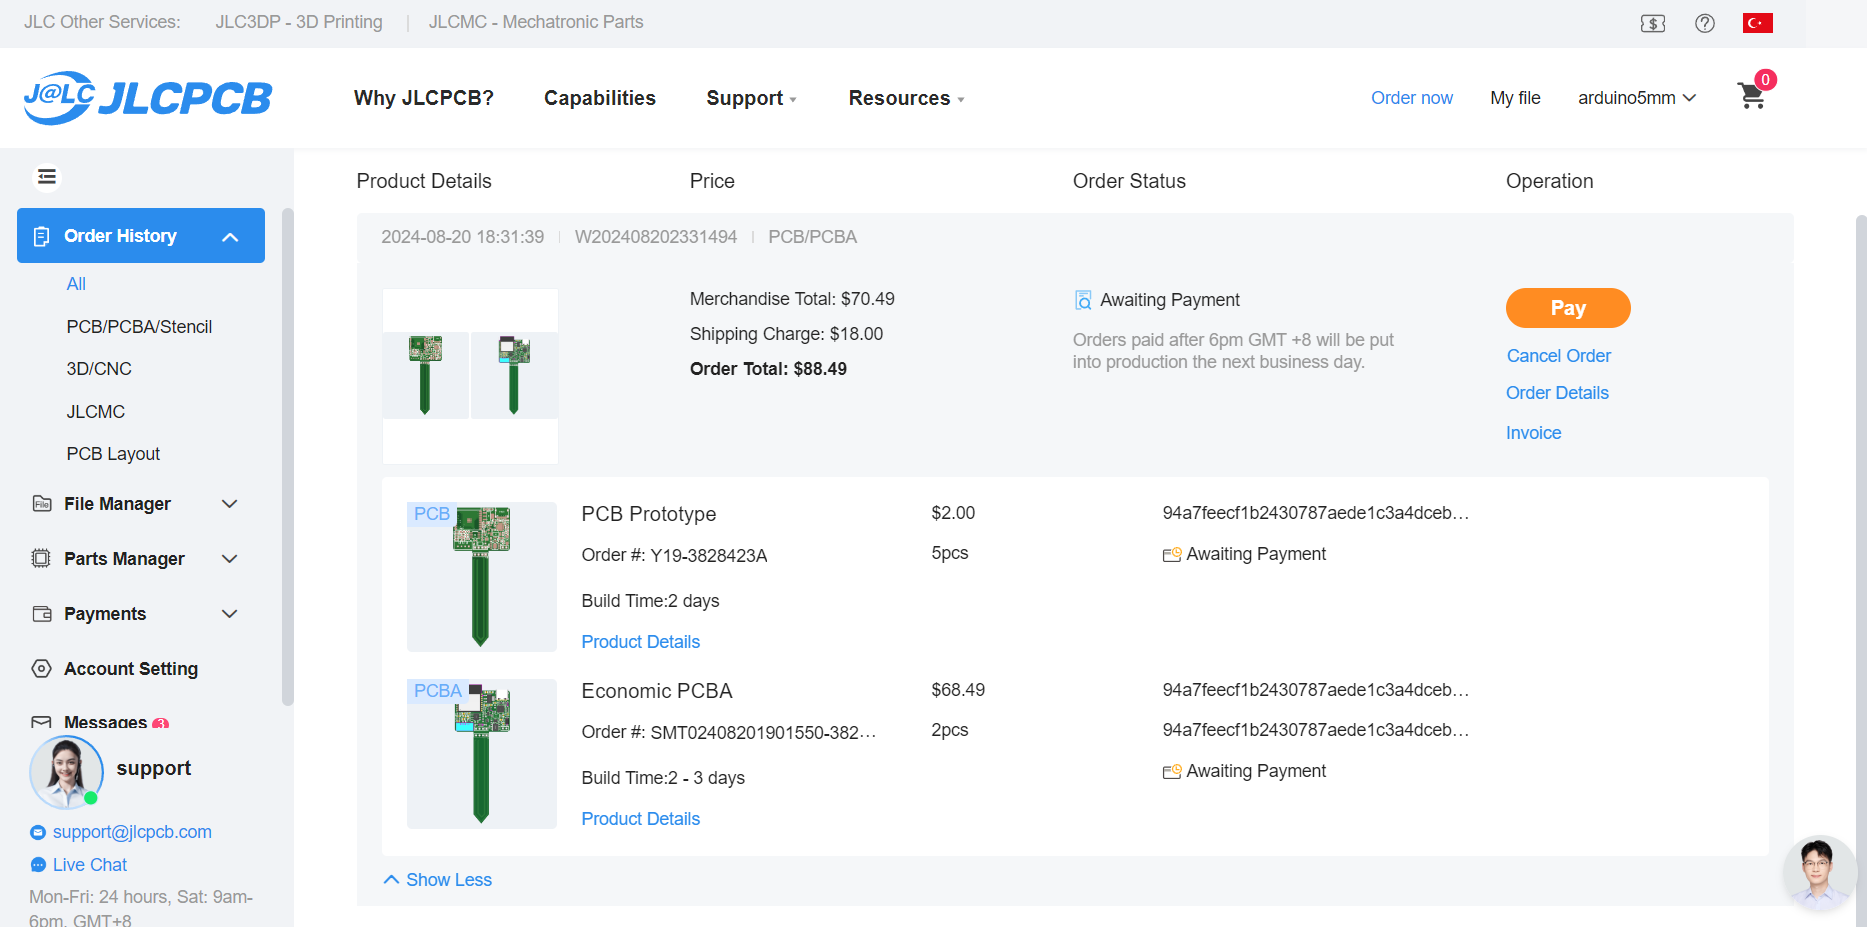 JLC Other Services: JLC3DP - 3D Printing | JLCMC - Mechatronic Parts
J@LC JLCPCB
Why JLCPCB? Capabilities Support Resources Order now My file arduino5mm 0
Product Details Price Order Status Operation
Order History
All
PCB/PCBA/Stencil
3D/CNC
JLCMC
PCB Layout
File Manager
Parts Manager
Payments
Account Setting
Messages 3
support
support@jlcpcb.com
Live Chat
Mon-Fri: 24 hours, Sat: 9am-
6pm, GMT+8
2024-08-20 18:31:39 | W202408202331494 | PCB/PCBA
Merchandise Total: $70.49
Shipping Charge: $18.00
Order Total: $88.49
Awaiting Payment
Orders paid after 6pm GMT +8 will be put
into production the next business day.
Pay
Cancel Order
Order Details
Invoice
PCB
PCB Prototype $2.00 94a7feecf1b2430787aede1c3a4dceb...
Order #: Y19-3828423A 5pcs Awaiting Payment
Build Time:2 days
Product Details
PCBA
Economic PCBA $68.49 94a7feecf1b2430787aede1c3a4dceb...
Order #: SMT02408201901550-382... 2pcs 94a7feecf1b2430787aede1c3a4dceb...
Build Time:2 - 3 days Awaiting Payment
Product Details
Show Less